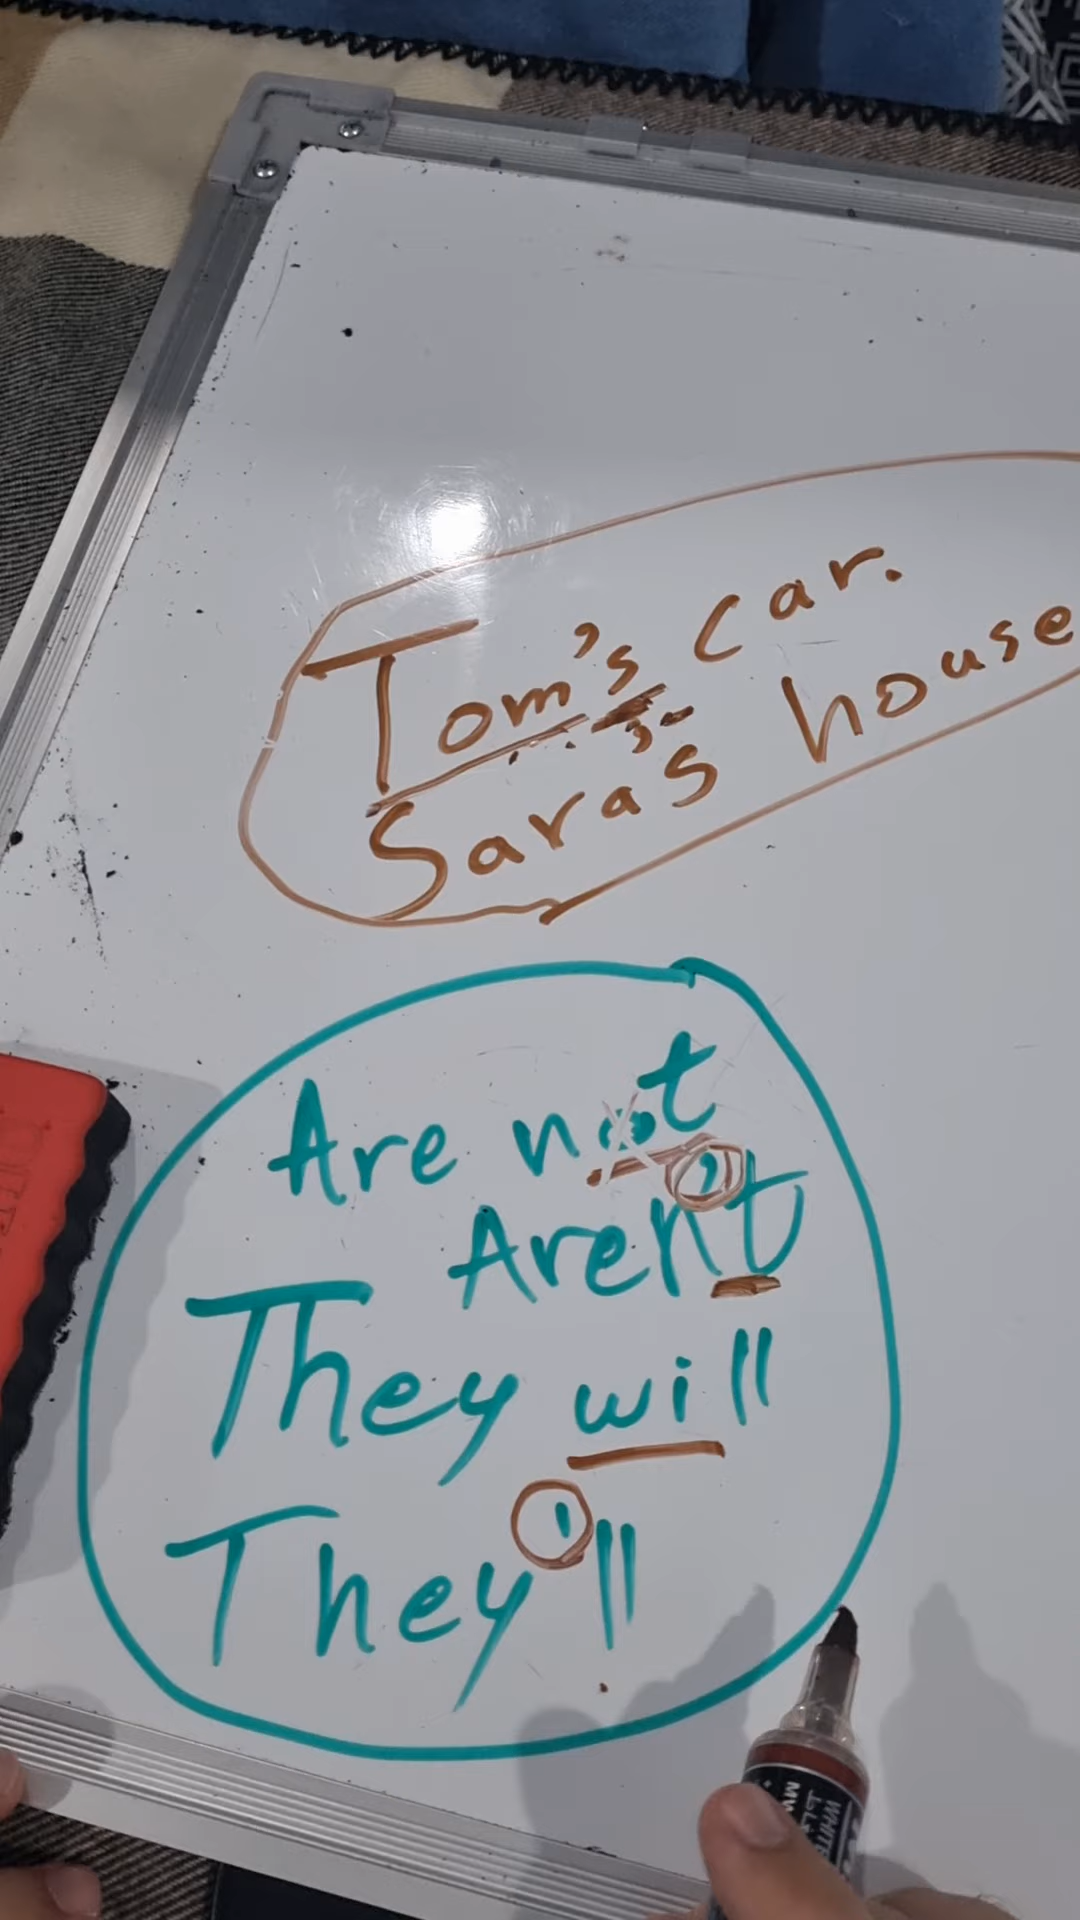 Tom's car.
Sara's house
Are not
Aren't
They will
They'll